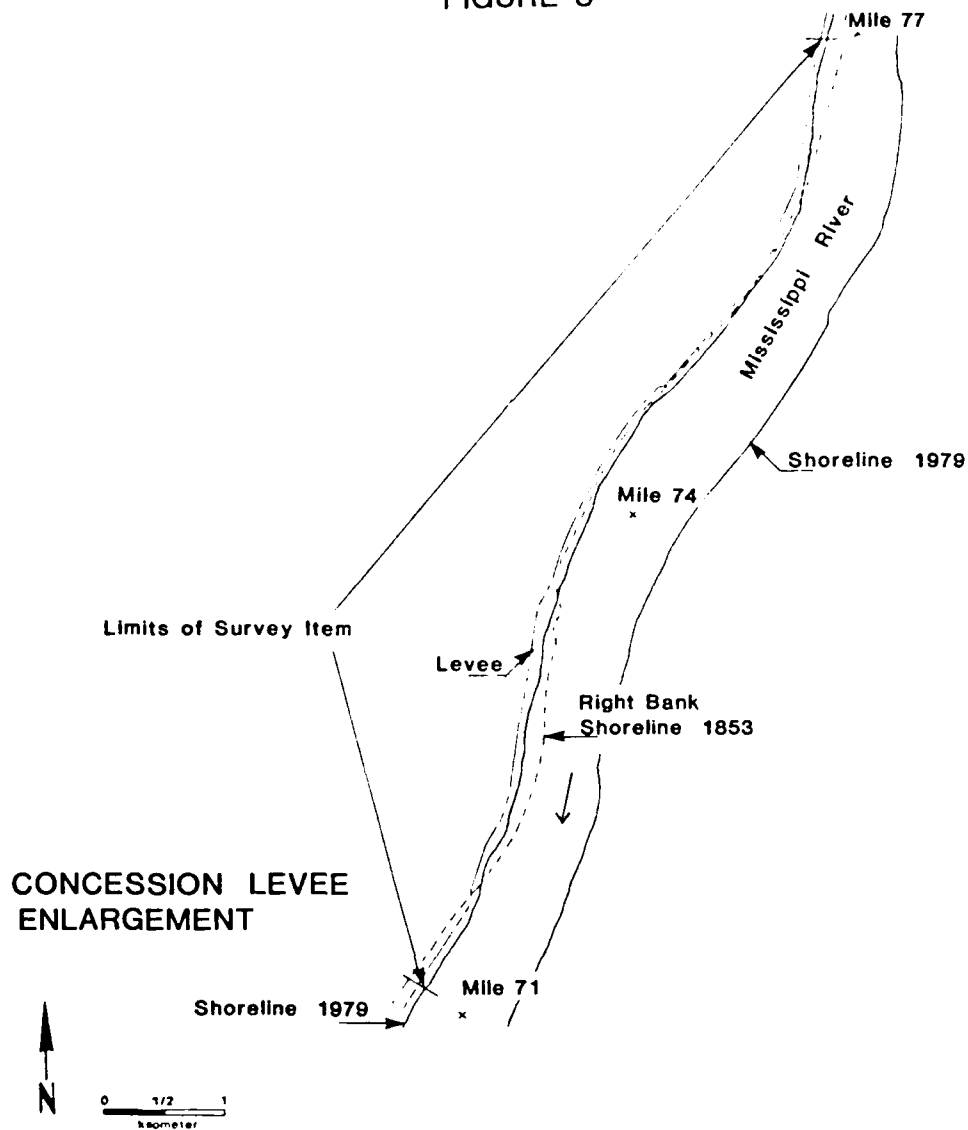 Mile 77
Mississippi River
Shoreline 1979
Mile 74
Limits of Survey Item
Levee
Right Bank
Shoreline 1853
CONCESSION LEVEE
ENLARGEMENT
Mile 71
Shoreline 1979
N
0 1/2 1
kilometer